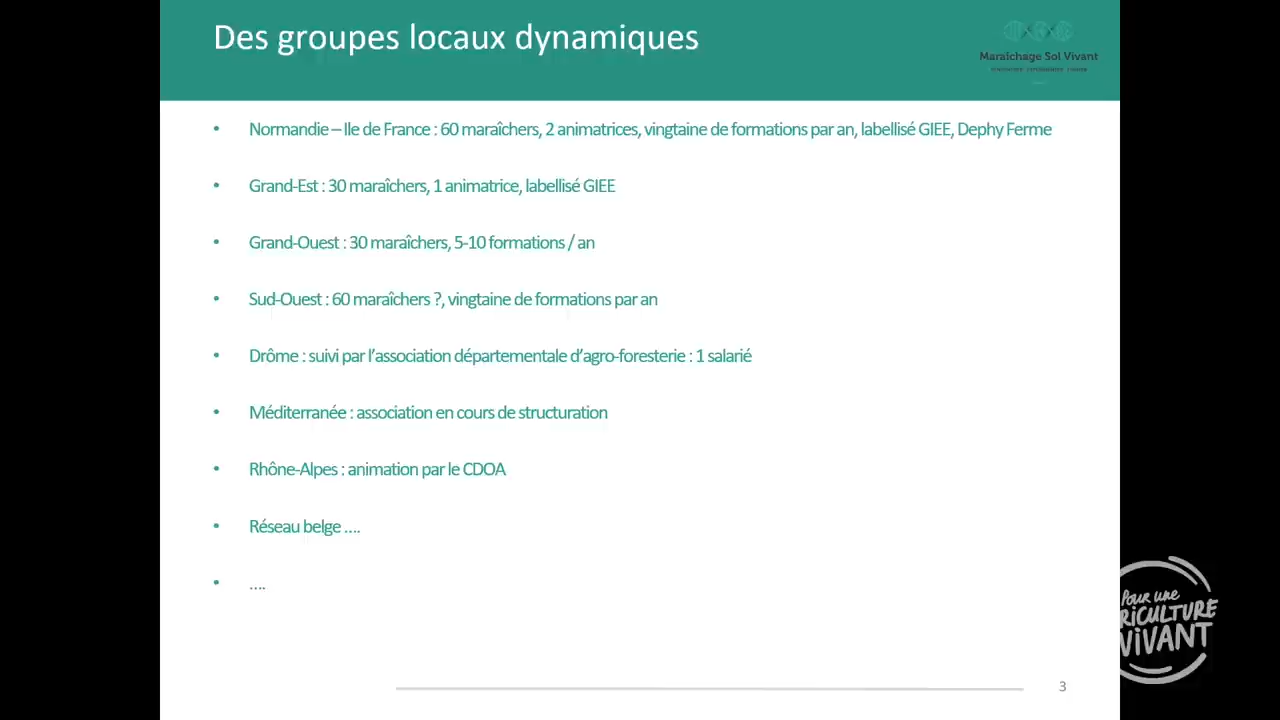 Des groupes locaux dynamiques
Maraîchage Sol Vivant
• Normandie – Ile de France : 60 maraîchers, 2 animatrices, vingtaine de formations par an, labellisé GIEE, Dephy Ferme
• Grand-Est : 30 maraîchers, 1 animatrice, labellisé GIEE
• Grand-Ouest : 30 maraîchers, 5-10 formations / an
• Sud-Ouest : 60 maraîchers ?, vingtaine de formations par an
• Drôme : suivi par l’association départementale d’agro-foresterie : 1 salarié
• Méditerranée : association en cours de structuration
• Rhône-Alpes : animation par le CDOA
• Réseau belge ….
• ….
Pour une
RICULTURE
VIVANT
3